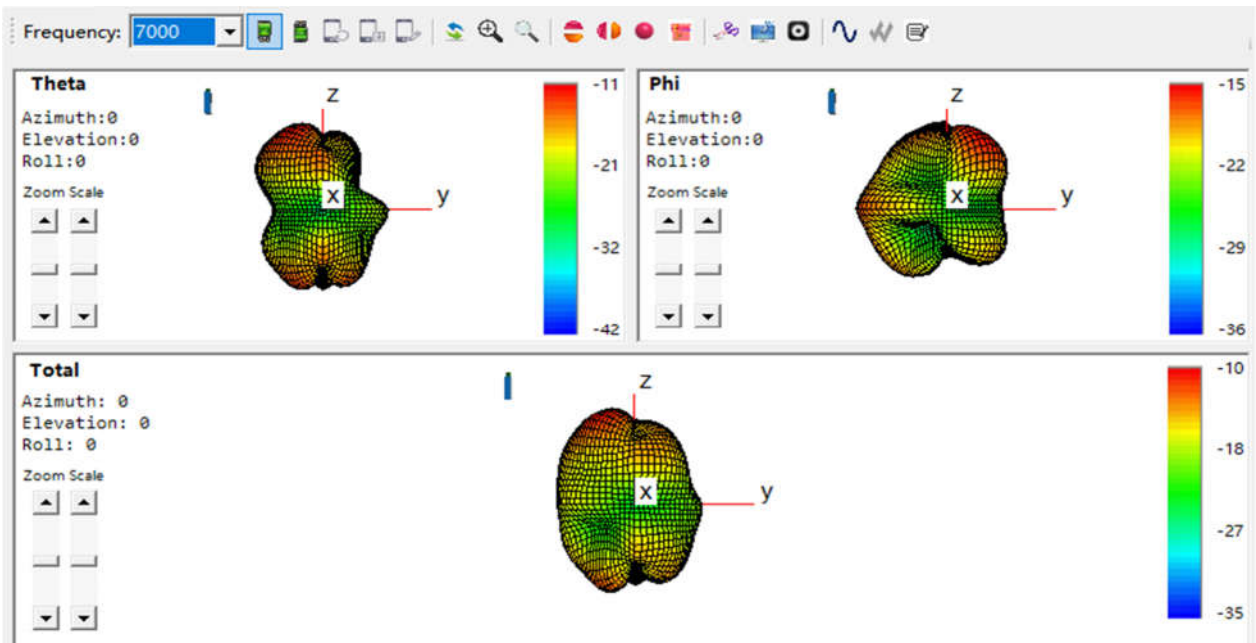 Frequency: 7000
Theta
Azimuth:0
Elevation:0
Roll:0
Zoom Scale
z
x
y
-11
-21
-32
-42
Phi
Azimuth:0
Elevation:0
Roll:0
Zoom Scale
z
x
y
-15
-22
-29
-36
Total
Azimuth: 0
Elevation: 0
Roll: 0
Zoom Scale
z
x
y
-10
-18
-27
-35